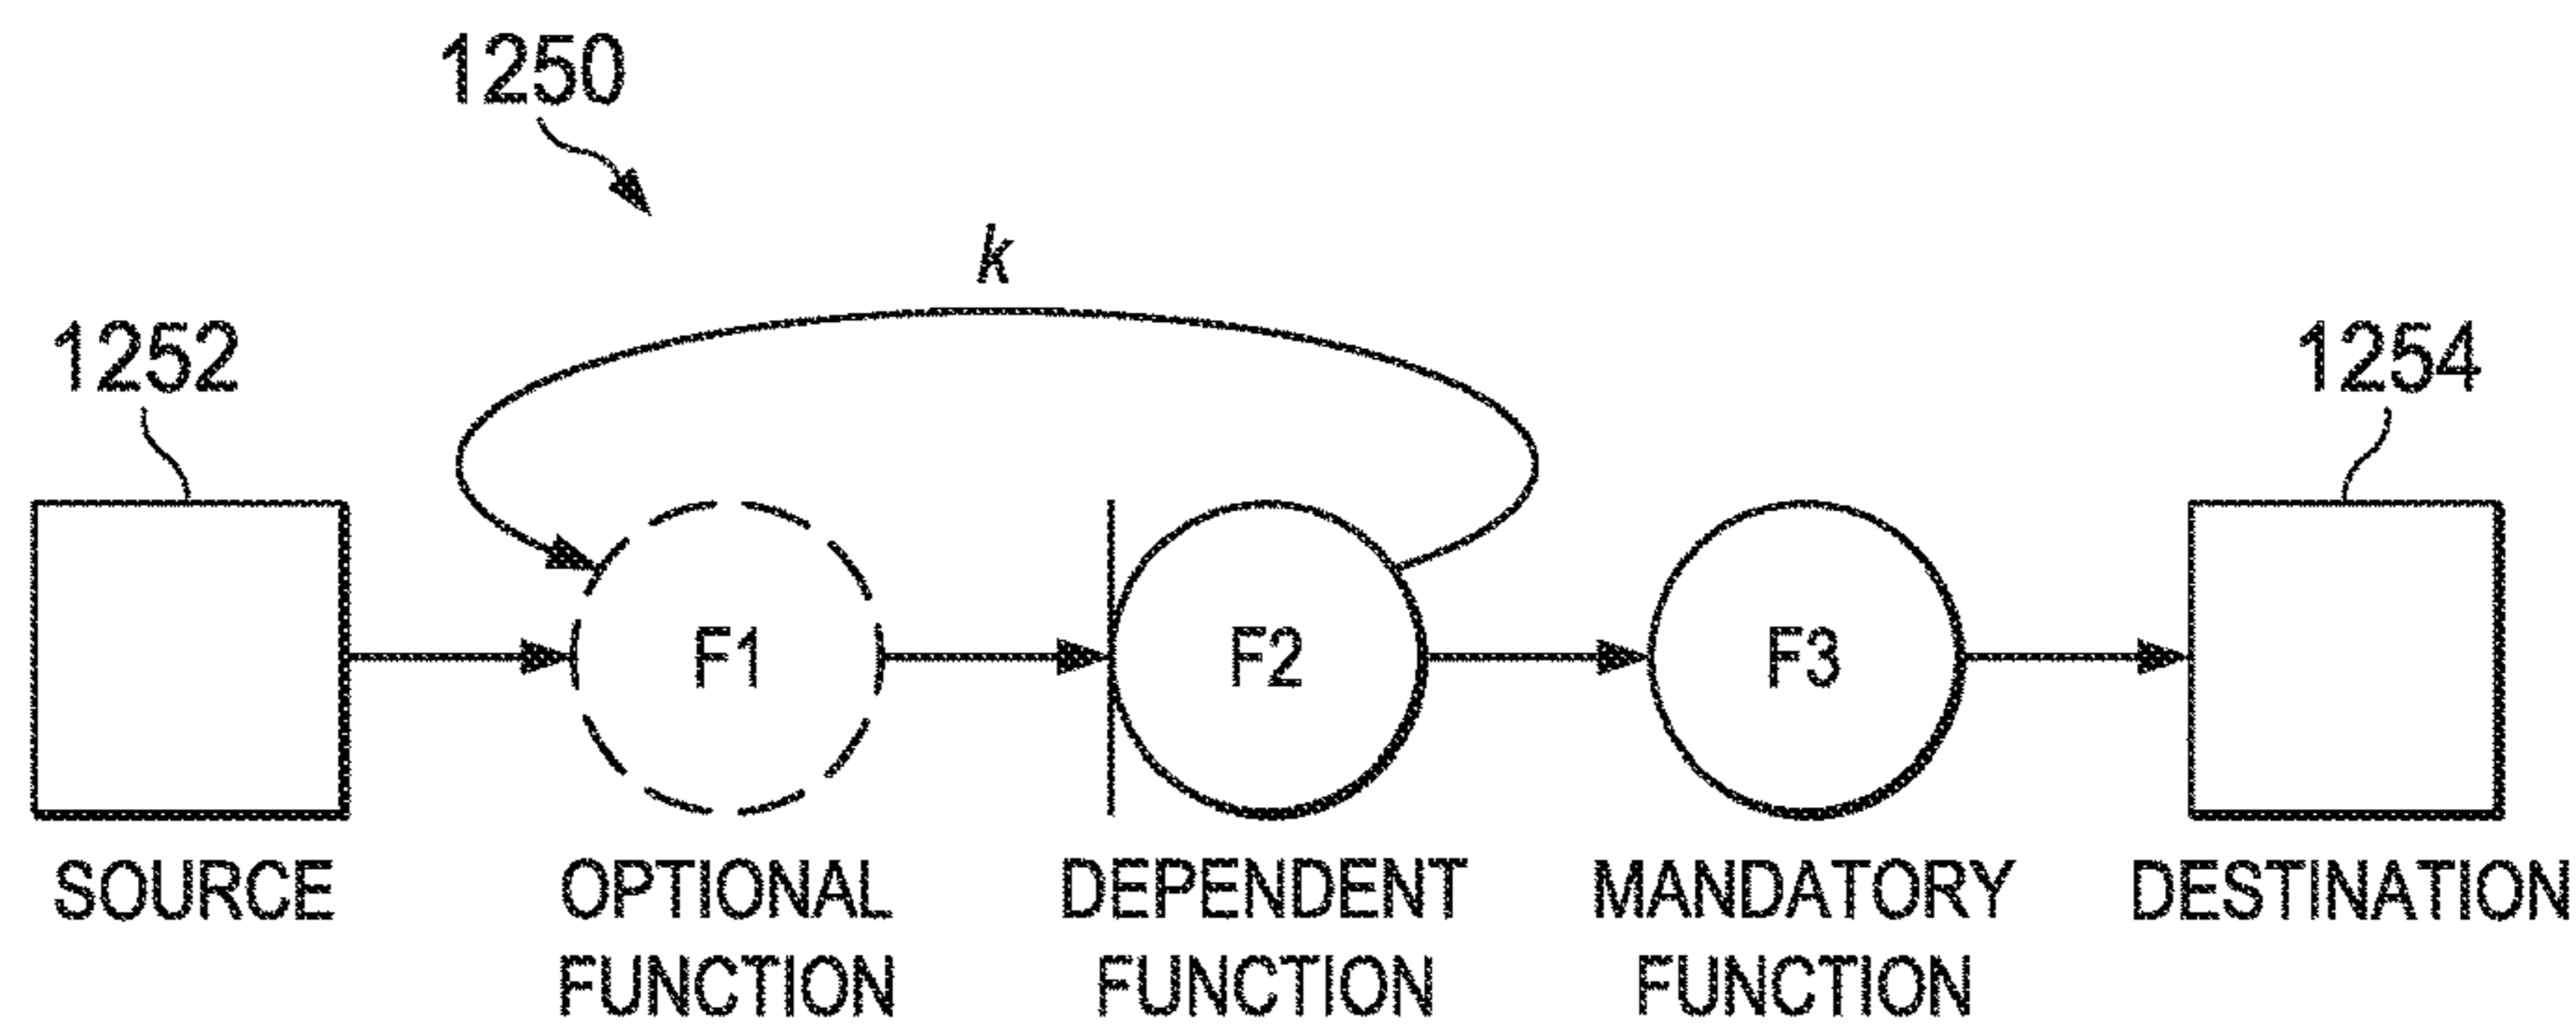 1250
k
1252
1254
F1
F2
F3
SOURCE
OPTIONAL
FUNCTION
DEPENDENT
FUNCTION
MANDATORY
FUNCTION
DESTINATION